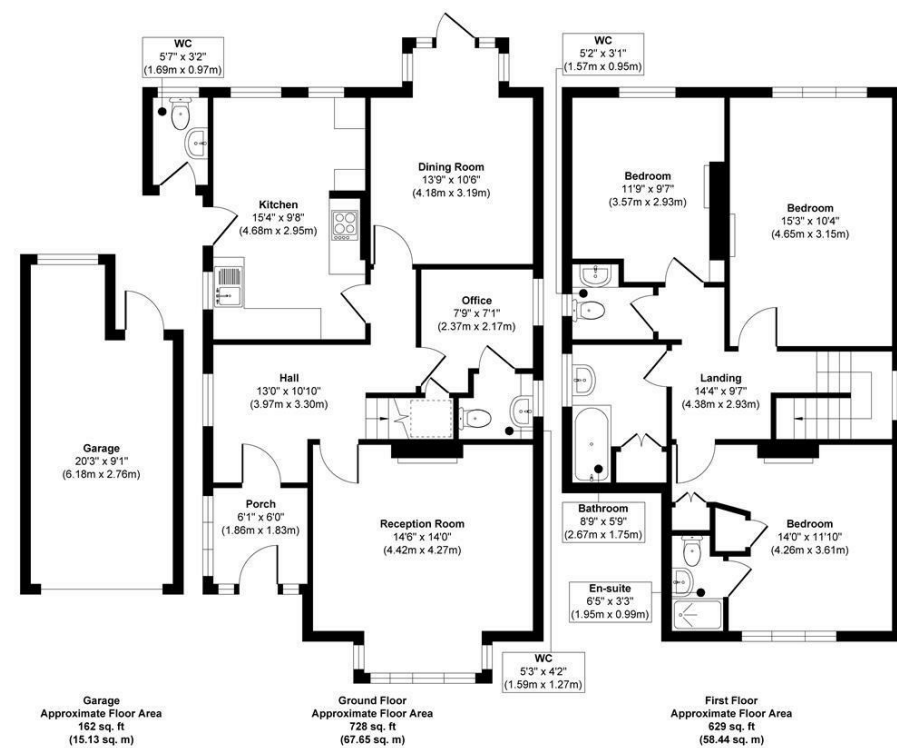 WC
5'7" x 3'2"
(1.69m x 0.97m)
WC
5'2" x 3'1"
(1.57m x 0.95m)
Dining Room
13'9" x 10'6"
(4.18m x 3.19m)
Bedroom
11'9" x 9'7"
(3.57m x 2.93m)
Bedroom
15'3" x 10'4"
(4.65m x 3.15m)
Kitchen
15'4" x 9'8"
(4.68m x 2.95m)
Office
7'9" x 7'1"
(2.37m x 2.17m)
Hall
13'0" x 10'10"
(3.97m x 3.30m)
Landing
14'4" x 9'7"
(4.38m x 2.93m)
Garage
20'3" x 9'1"
(6.18m x 2.76m)
Porch
6'1" x 6'0"
(1.86m x 1.83m)
Reception Room
14'6" x 14'0"
(4.42m x 4.27m)
Bathroom
8'9" x 5'9"
(2.67m x 1.75m)
Bedroom
14'0" x 11'10"
(4.26m x 3.61m)
En-suite
6'5" x 3'3"
(1.95m x 0.99m)
WC
5'3" x 4'2"
(1.59m x 1.27m)
Garage
Approximate Floor Area
162 sq. ft
(15.13 sq. m)
Ground Floor
Approximate Floor Area
728 sq. ft
(67.65 sq. m)
First Floor
Approximate Floor Area
629 sq. ft
(58.44 sq. m)